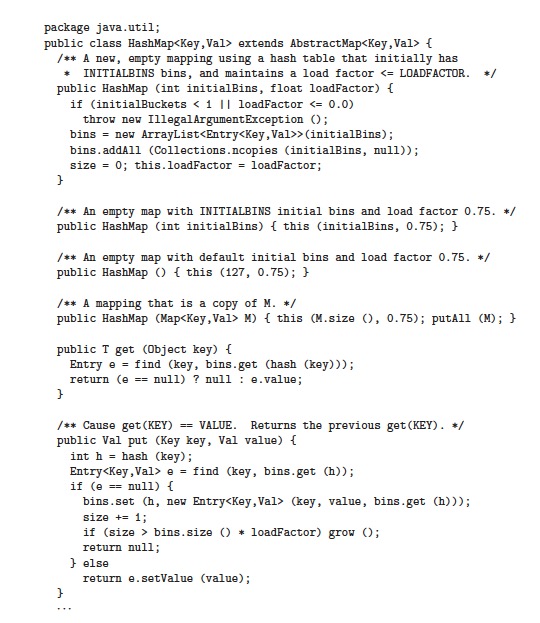 package java.util;
public class HashMap<Key,Val> extends AbstractMap<Key,Val> {
/** A new, empty mapping using a hash table that initially has
* INITIALBINS bins, and maintains a load factor <= LOADFACTOR. */
public HashMap (int initialBins, float loadFactor) {
if (initialBuckets < 1 || loadFactor <= 0.0)
throw new IllegalArgumentException ();
bins = new ArrayList<Entry<Key,Val>>(initialBins);
bins.addAll (Collections.ncopies (initialBins, null));
size = 0; this.loadFactor = loadFactor;
}
/** An empty map with INITIALBINS initial bins and load factor 0.75. */
public HashMap (int initialBins) { this (initialBins, 0.75); }
/** An empty map with default initial bins and load factor 0.75. */
public HashMap () { this (127, 0.75); }
/** A mapping that is a copy of M. */
public HashMap (Map<Key,Val> M) { this (M.size (), 0.75); putAll (M); }
public T get (Object key) {
Entry e = find (key, bins.get (hash (key)));
return (e == null) ? null : e.value;
}
/** Cause get(KEY) == VALUE. Returns the previous get(KEY). */
public Val put (Key key, Val value) {
int h = hash (key);
Entry<Key,Val> e = find (key, bins.get (h));
if (e == null) {
bins.set (h, new Entry<Key,Val> (key, value, bins.get (h)));
size += 1;
if (size > bins.size () * loadFactor) grow ();
return null;
} else
return e.setValue (value);
}
...